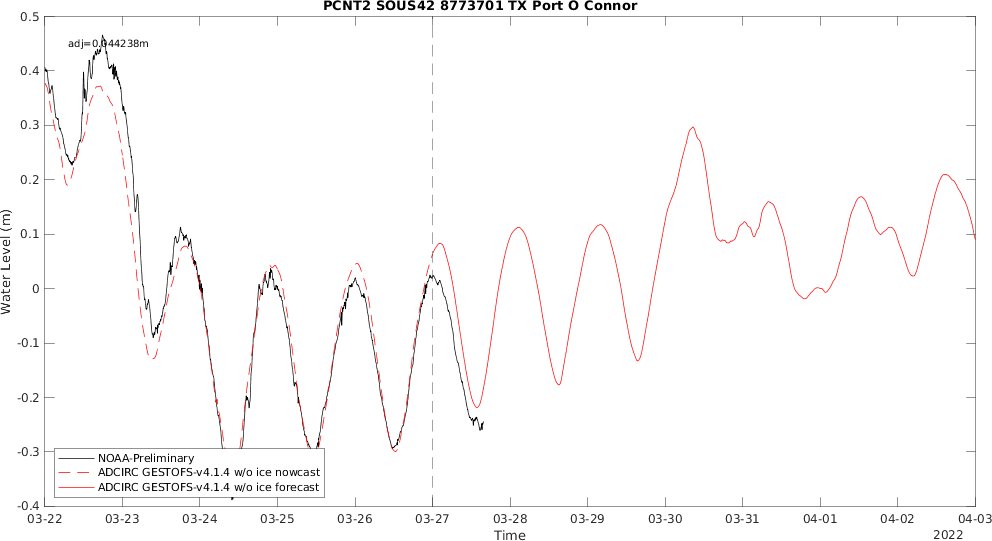 PCNT2 SOUS42 8773701 TX Port O Connor
adj=0.044238m
Water Level (m)
0.5
0.4
0.3
0.2
0.1
0
-0.1
-0.2
-0.3
-0.4
NOAA-Preliminary
ADCIRC GESTOFS-v4.1.4 w/o ice nowcast
ADCIRC GESTOFS-v4.1.4 w/o ice forecast
03-22 03-23 03-24 03-25 03-26 03-27 03-28 03-29 03-30 03-31 04-01 04-02 04-03
Time
2022